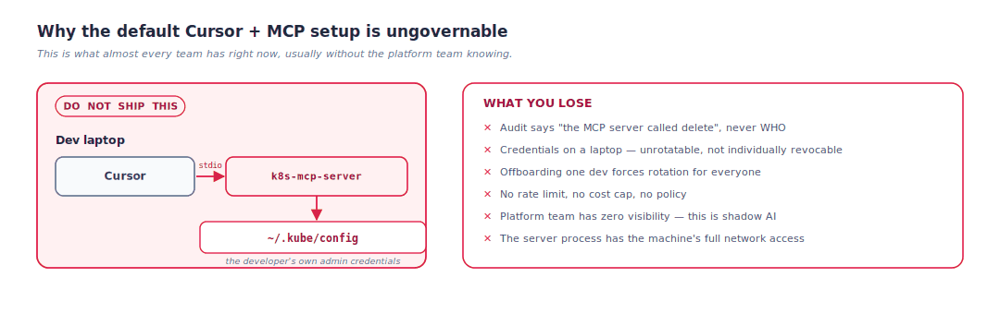 Why the default Cursor + MCP setup is ungovernable
This is what almost every team has right now, usually without the platform team knowing.
DO NOT SHIP THIS
Dev laptop
Cursor
stdio
k8s-mcp-server
~/.kube/config
the developer's own admin credentials
WHAT YOU LOSE
✕ Audit says "the MCP server called delete", never WHO
✕ Credentials on a laptop — unrotatable, not individually revocable
✕ Offboarding one dev forces rotation for everyone
✕ No rate limit, no cost cap, no policy
✕ Platform team has zero visibility — this is shadow AI
✕ The server process has the machine's full network access